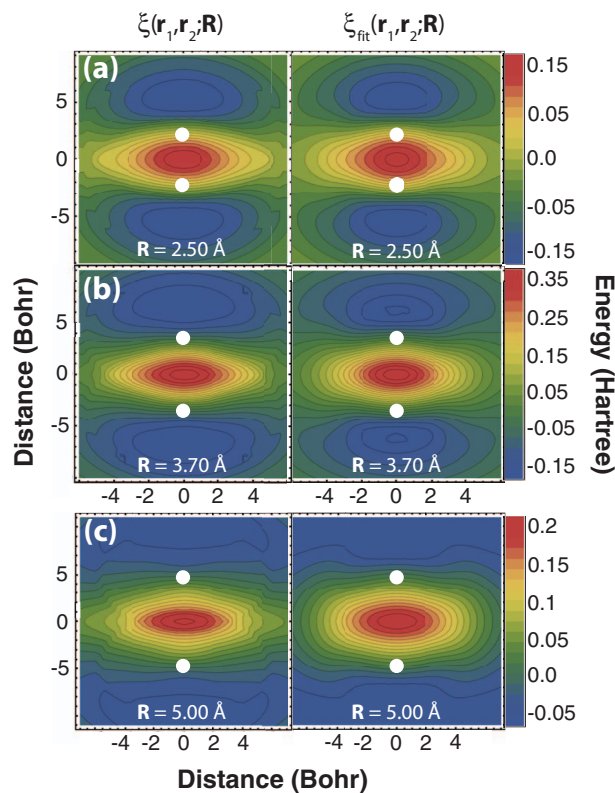 ξ(r₁,r₂;R) ξfit(r₁,r₂;R)
(a)
5
0
-5
R = 2.50 Å R = 2.50 Å
0.15
0.05
0.0
-0.05
-0.15
(b)
5
0
-5
R = 3.70 Å R = 3.70 Å
0.35
0.25
0.15
0.05
-0.05
-0.15
-4 -2 0 2 4 -4 -2 0 2 4
(c)
5
0
-5
R = 5.00 Å R = 5.00 Å
0.2
0.15
0.1
0.05
0.0
-0.05
-4 -2 0 2 4 -4 -2 0 2 4
Distance (Bohr)
Distance (Bohr)
Energy (Hartree)